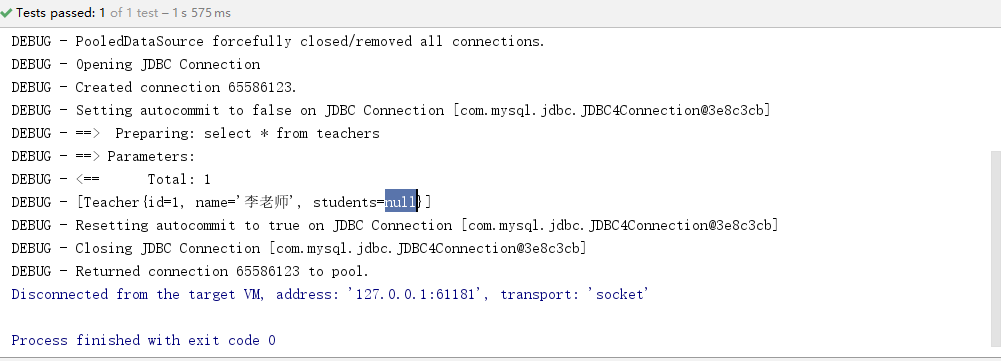 Tests passed: 1 of 1 test – 1 s 575 ms
DEBUG - PooledDataSource forcefully closed/removed all connections.
DEBUG - Opening JDBC Connection
DEBUG - Created connection 65586123.
DEBUG - Setting autocommit to false on JDBC Connection [com.mysql.jdbc.JDBC4Connection@3e8c3cb]
DEBUG - ==>  Preparing: select * from teachers
DEBUG - ==> Parameters:
DEBUG - <==      Total: 1
DEBUG - [Teacher{id=1, name='李老师', students=null}]
DEBUG - Resetting autocommit to true on JDBC Connection [com.mysql.jdbc.JDBC4Connection@3e8c3cb]
DEBUG - Closing JDBC Connection [com.mysql.jdbc.JDBC4Connection@3e8c3cb]
DEBUG - Returned connection 65586123 to pool.
Disconnected from the target VM, address: '127.0.0.1:61181', transport: 'socket'
Process finished with exit code 0